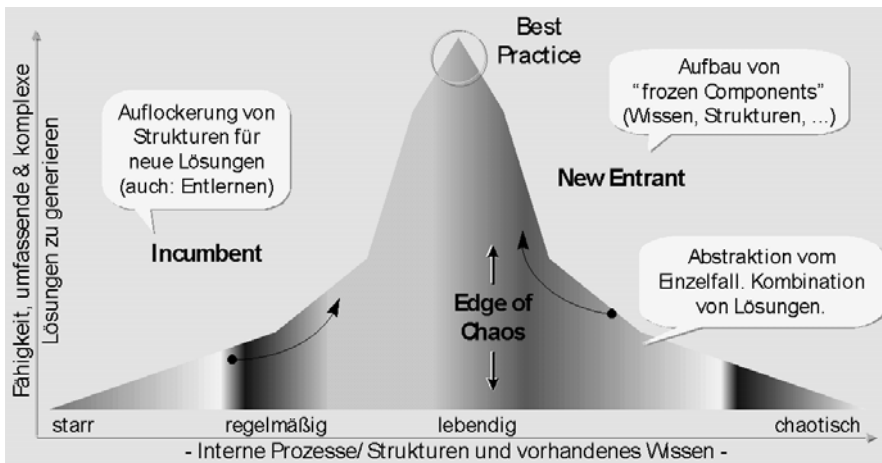 Fähigkeit, umfassende & komplexe
Lösungen zu generieren
Best
Practice
Auflockerung von
Strukturen für
neue Lösungen
(auch: Entlernen)
Incumbent
Aufbau von
“frozen Components”
(Wissen, Strukturen, ...)
New Entrant
Abstraktion vom
Einzelfall. Kombination
von Lösungen.
Edge of
Chaos
starr
regelmäßig
lebendig
chaotisch
- Interne Prozesse/ Strukturen und vorhandenes Wissen -